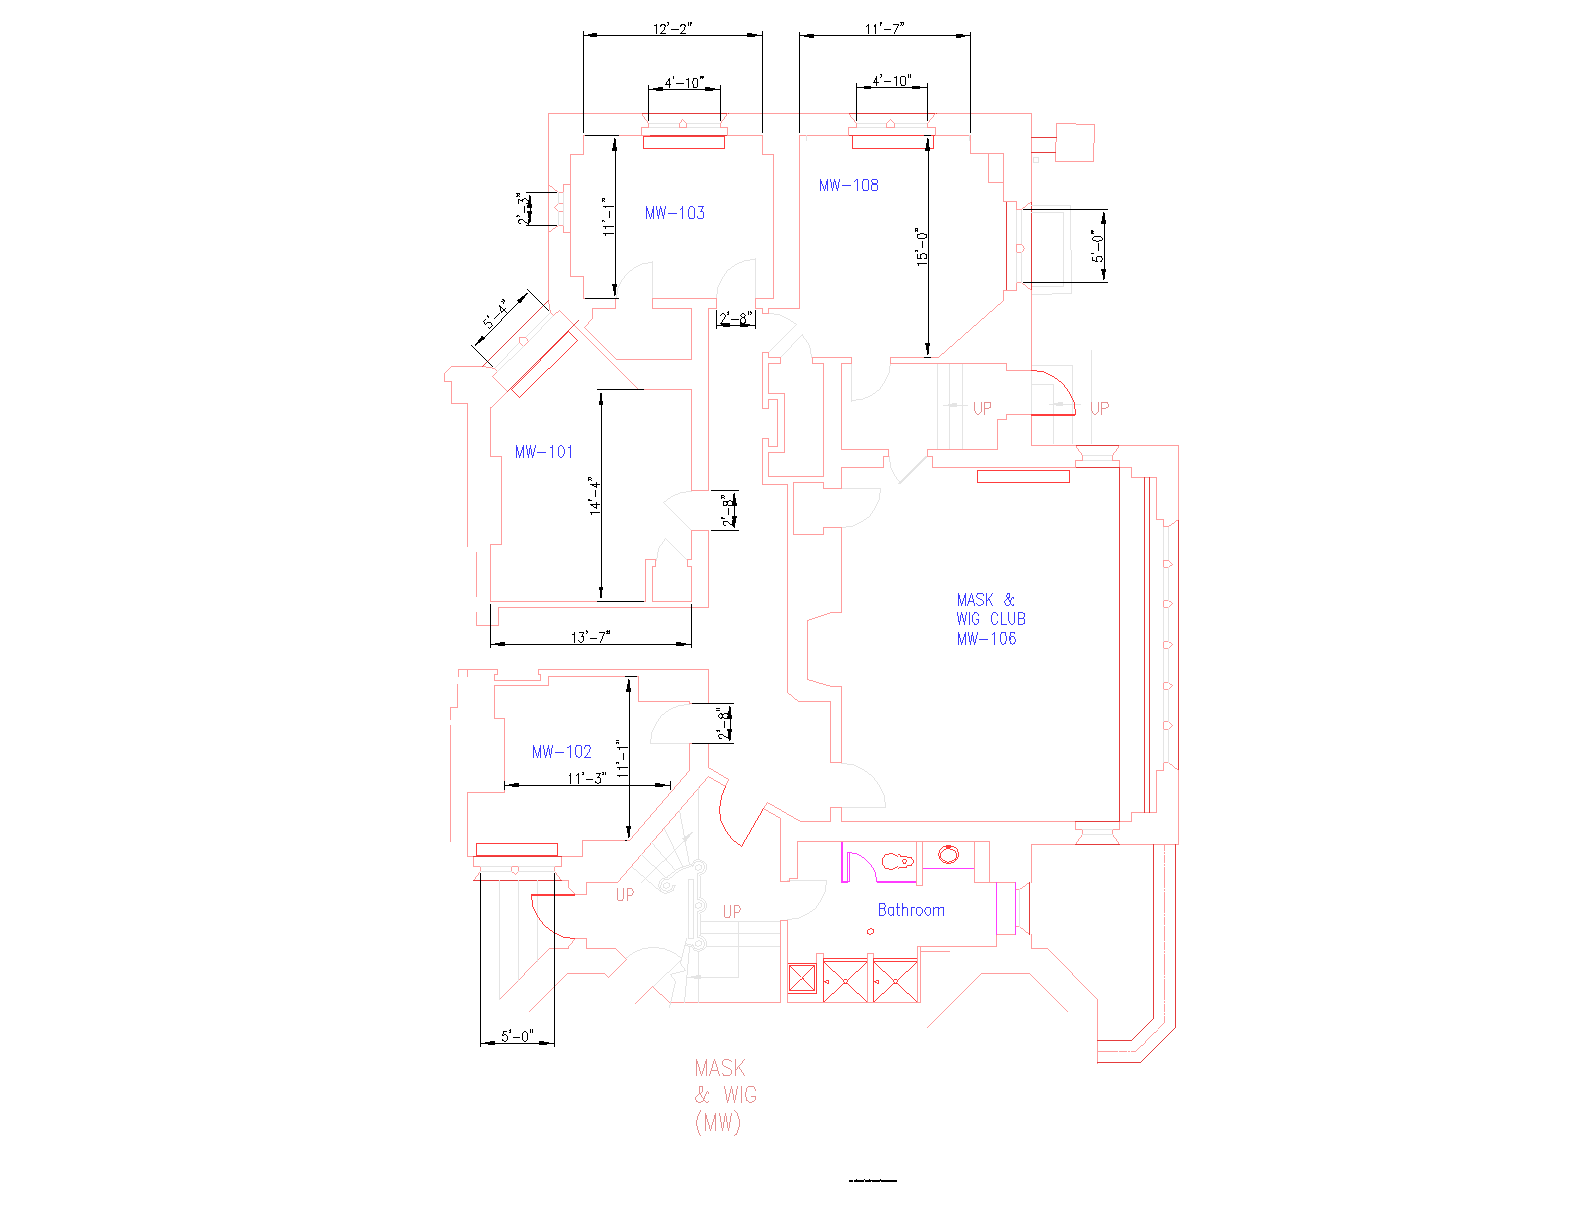 12'-2"
11'-7"
4'-10"
4'-10"
MW-108
2'-3"
11'-1"
MW-103
15'-0"
5'-0"
5'-4"
2'-8"
UP
UP
MW-101
14'-4"
2'-8"
MASK &
WIG CLUB
MW-106
13'-7"
2'-8"
MW-102
11'-1"
11'-3"
UP
UP
Bathroom
5'-0"
MASK
& WIG
(MW)